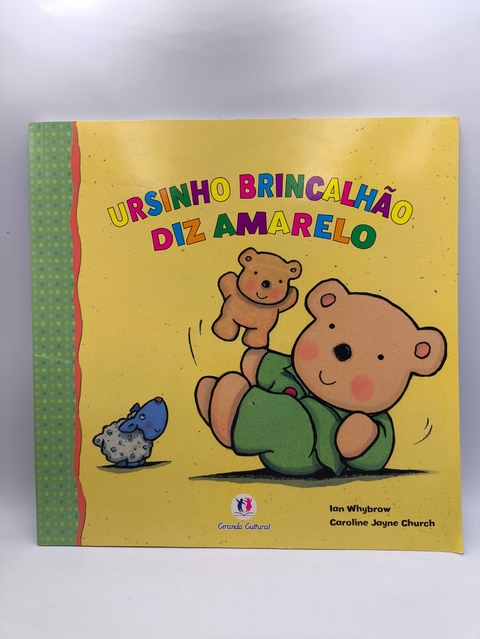 URSINHO BRINCALHÃO
DIZ AMARELO
Ian Whybrow
Caroline Jayne Church
Ciranda Cultural